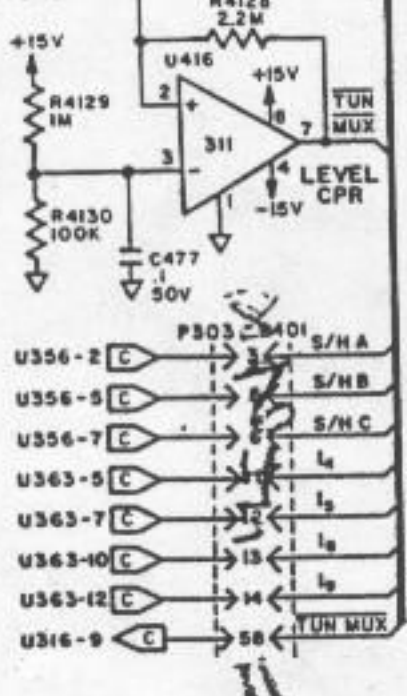 R4128
2.2M
+15V
U416
+15V
R4129
1M
2
+
8
7
TUN
MUX
311
3
-
4
1
-15V
LEVEL
CPR
R4130
100K
C477
.1
50V
P303
U356-2 C 3 S/H A
U356-5 C S/H B
U356-7 C S/H C
U363-5 C I4
U363-7 C 12 I5
U363-10 C 13 I8
U363-12 C 14 I9
U316-9 C 58 TUN MUX